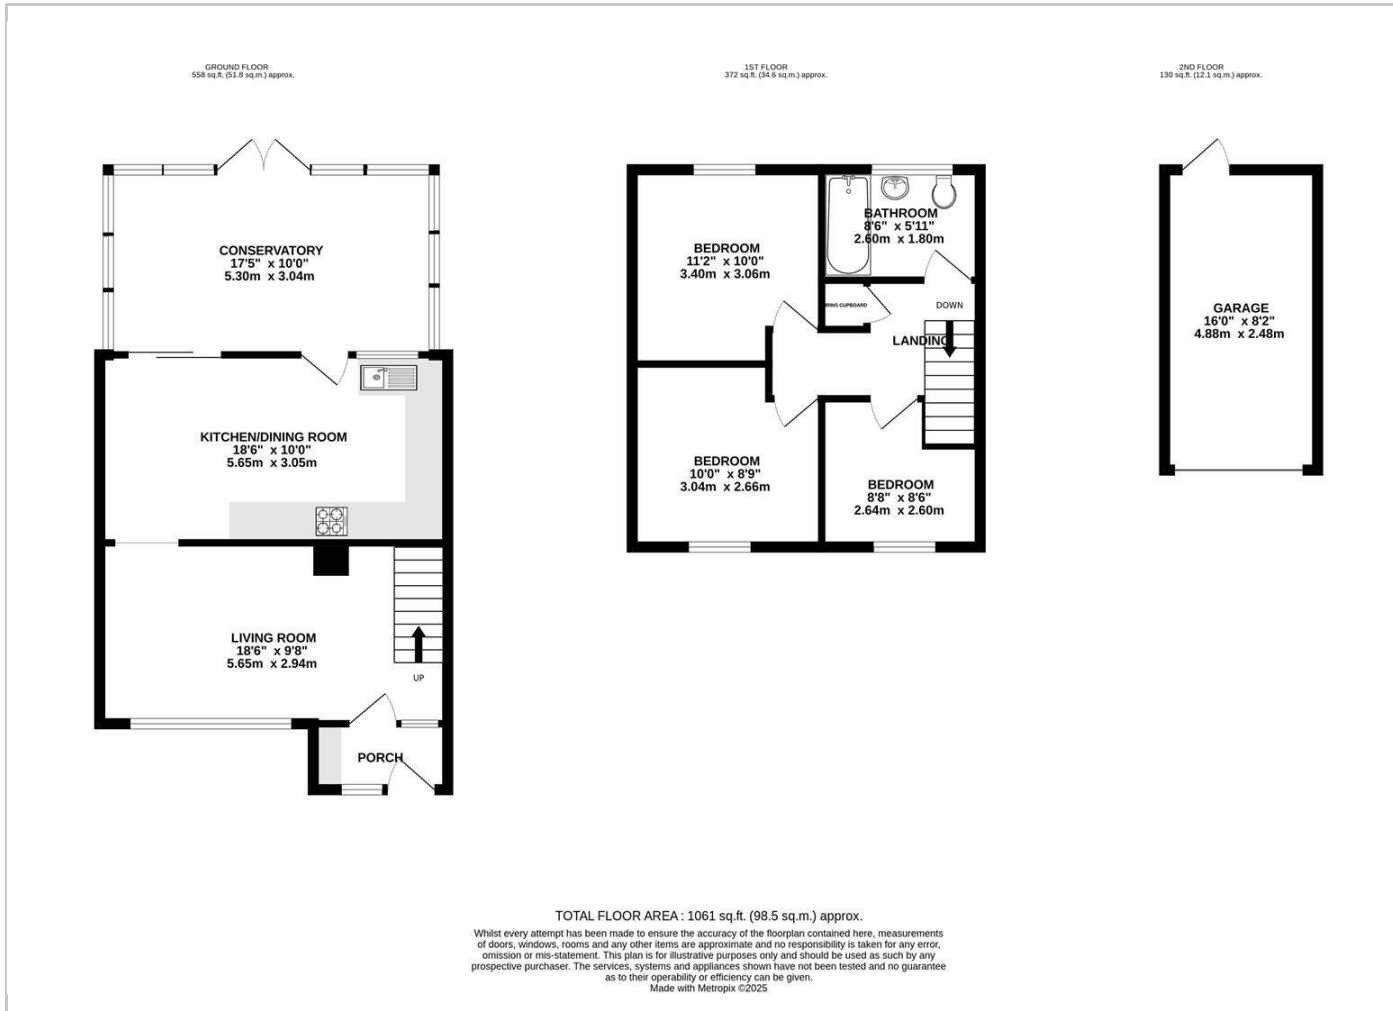 GROUND FLOOR
558 sq.ft. (51.8 sq.m.) approx.
1ST FLOOR
372 sq.ft. (34.6 sq.m.) approx.
2ND FLOOR
130 sq.ft. (12.1 sq.m.) approx.
CONSERVATORY
17'5" x 10'0"
5.30m x 3.04m
KITCHEN/DINING ROOM
18'6" x 10'0"
5.65m x 3.05m
LIVING ROOM
18'6" x 9'8"
5.65m x 2.94m
UP
PORCH
BEDROOM
11'2" x 10'0"
3.40m x 3.06m
BATHROOM
8'6" x 5'11"
2.60m x 1.80m
RING CUPBOARD
DOWN
LANDING
BEDROOM
10'0" x 8'9"
3.04m x 2.66m
BEDROOM
8'8" x 8'6"
2.64m x 2.60m
GARAGE
16'0" x 8'2"
4.88m x 2.48m
TOTAL FLOOR AREA : 1061 sq.ft. (98.5 sq.m.) approx.
Whilst every attempt has been made to ensure the accuracy of the floorplan contained here, measurements
of doors, windows, rooms and any other items are approximate and no responsibility is taken for any error,
omission or mis-statement. This plan is for illustrative purposes only and should be used as such by any
prospective purchaser. The services, systems and appliances shown have not been tested and no guarantee
as to their operability or efficiency can be given.
Made with Metropix ©2025